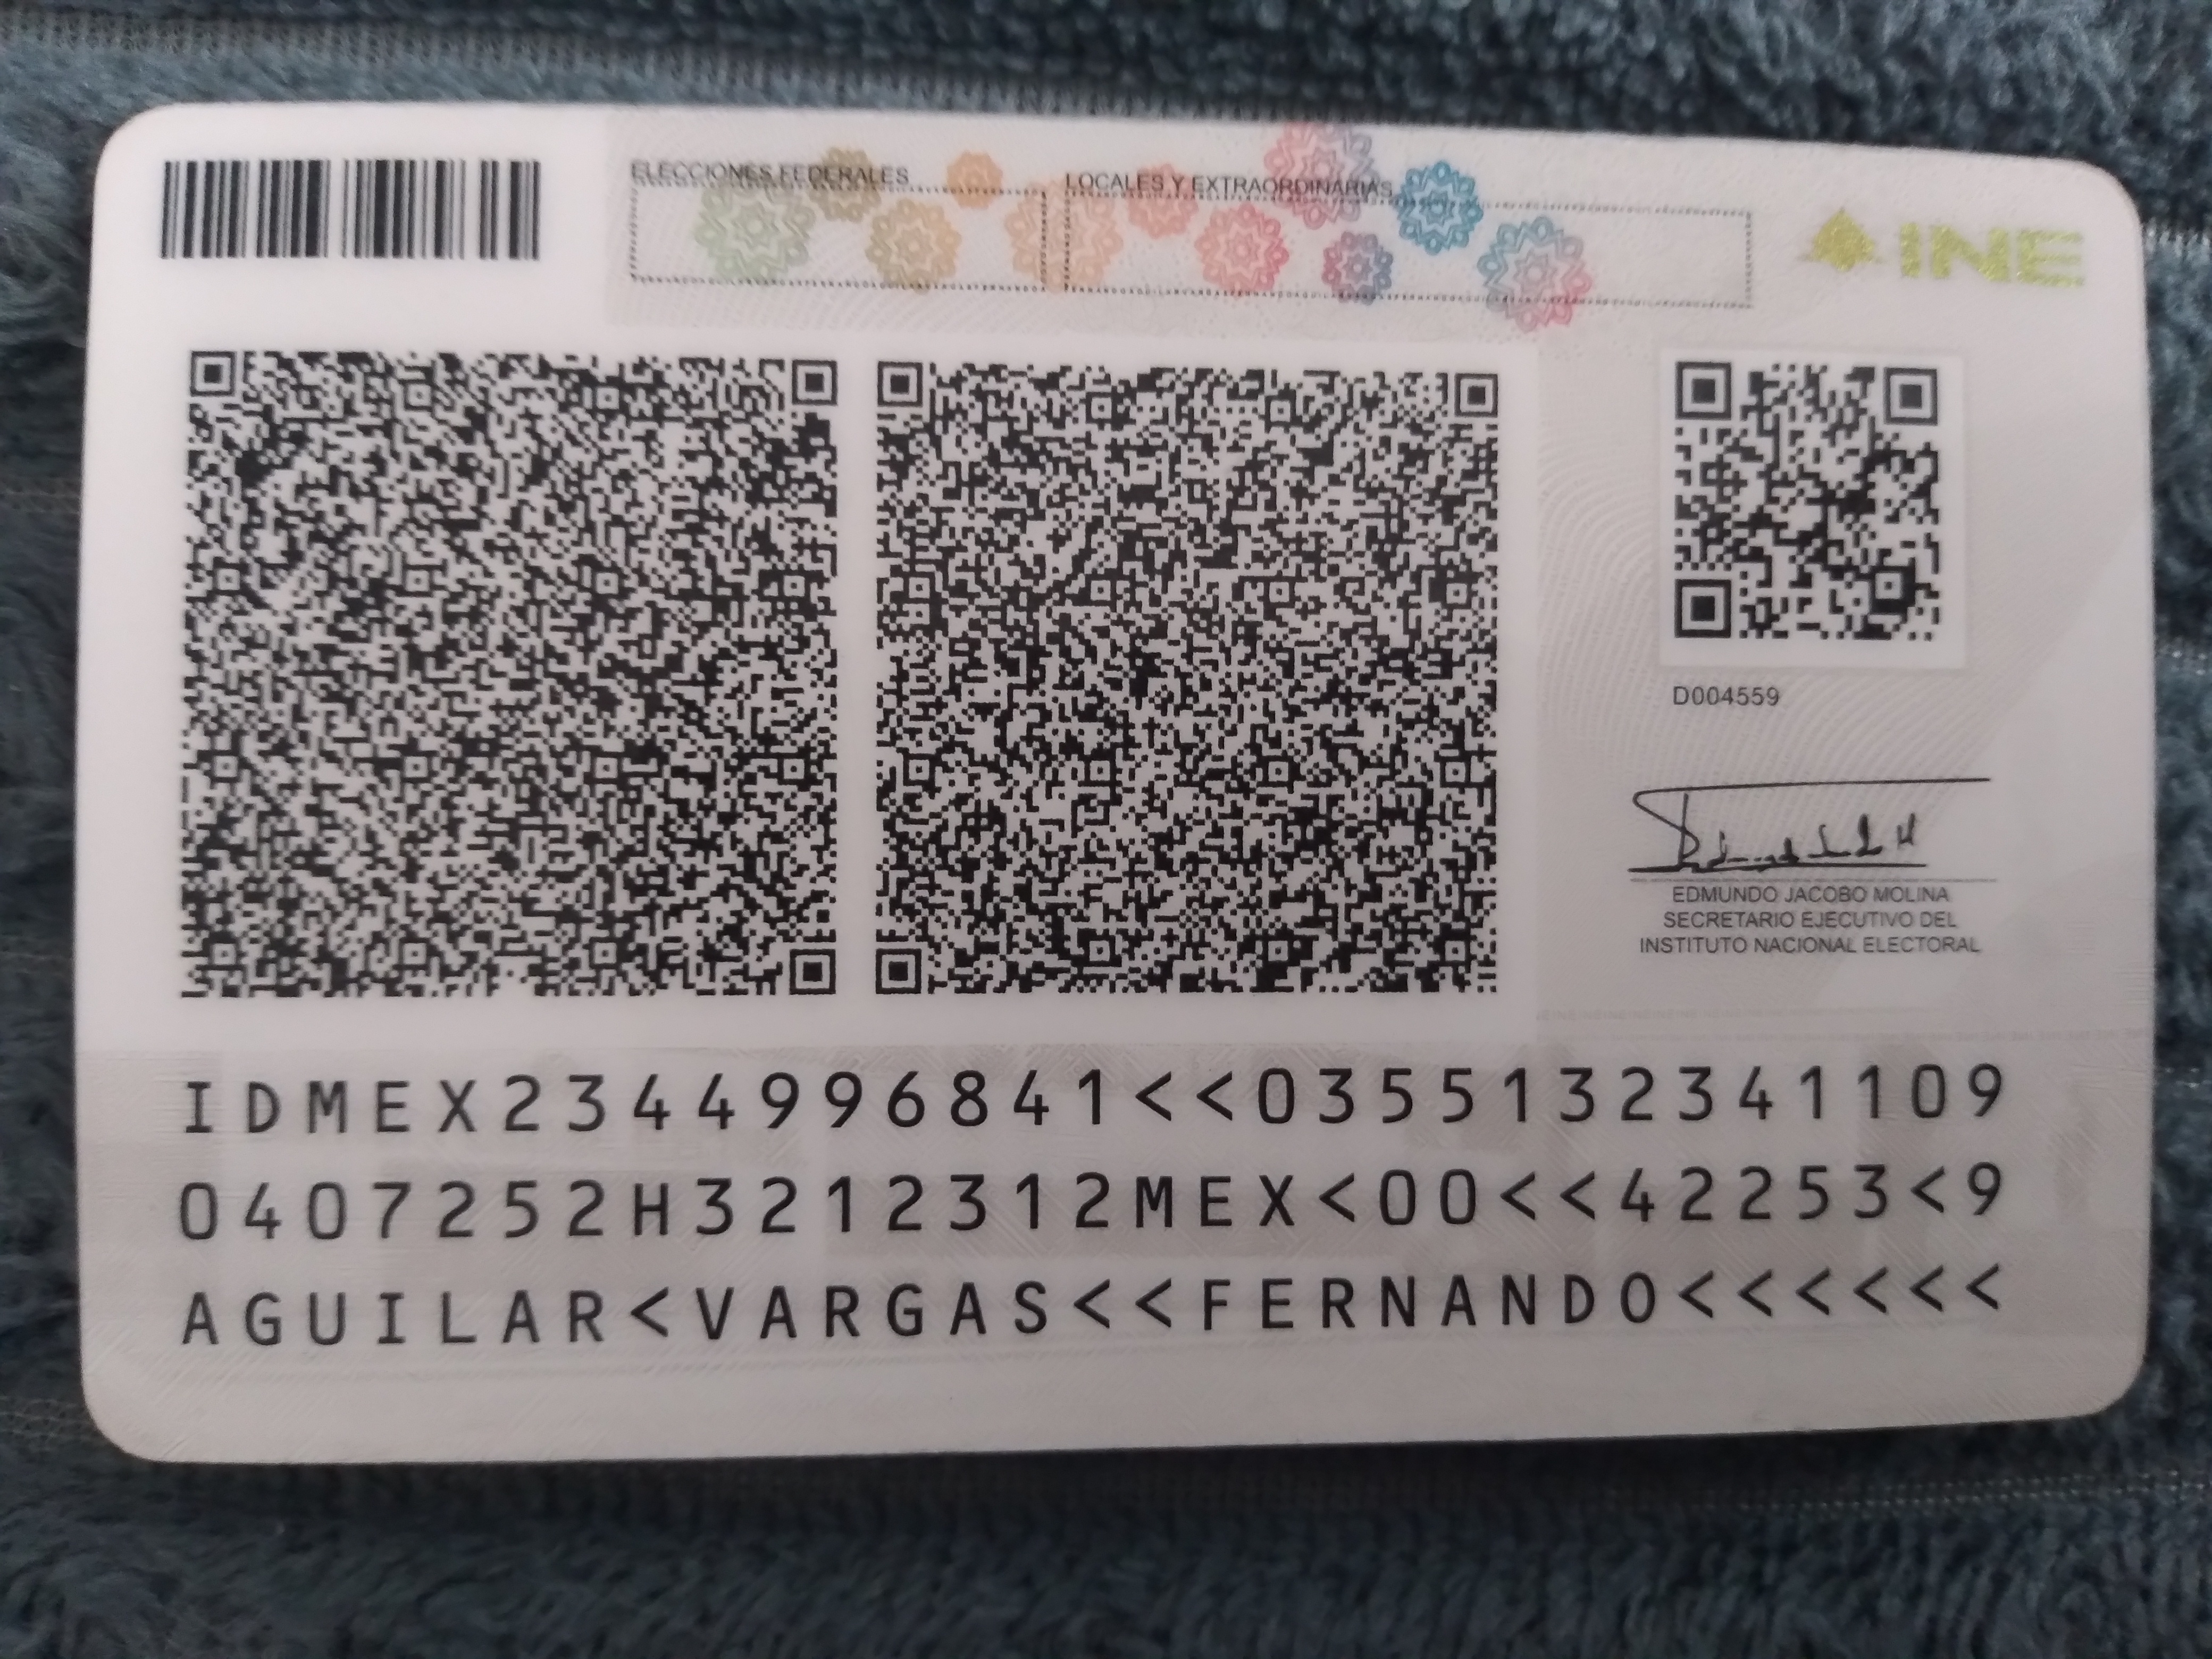 ELECCIONES FEDERALES
LOCALES Y EXTRAORDINARIAS
INE
D004559
EDMUNDO JACOBO MOLINA
SECRETARIO EJECUTIVO DEL
INSTITUTO NACIONAL ELECTORAL
IDMEX2344996841<<0355132341109
0407252H3212312MEX<00<<42253<9
AGUILAR<VARGAS<<FERNANDO<<<<<<